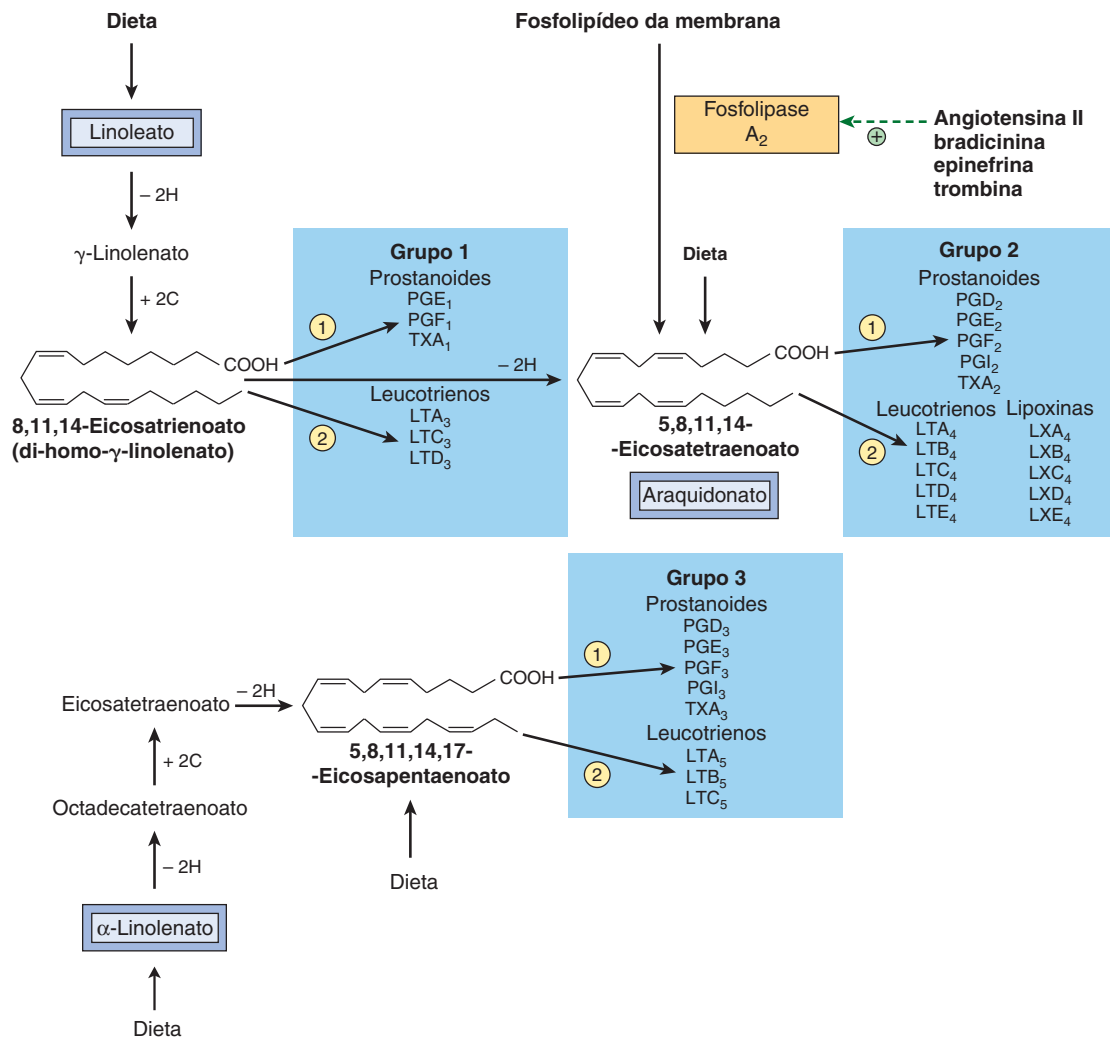 Dieta
Linoleato
– 2H
γ-Linolenato
+ 2C
COOH
8,11,14-Eicosatrienoato
(di-homo-γ-linolenato)
Grupo 1
Prostanoides
PGE₁
PGF₁
TXA₁
1
– 2H
Leucotrienos
LTA₃
LTC₃
LTD₃
2
Fosfolipídeo da membrana
Fosfolipase
A₂
+
Angiotensina II
bradicinina
epinefrina
trombina
Dieta
COOH
5,8,11,14-
-Eicosatetraenoato
Araquidonato
Grupo 2
Prostanoides
PGD₂
PGE₂
PGF₂
PGI₂
TXA₂
1
Leucotrienos
LTA₄
LTB₄
LTC₄
LTD₄
LTE₄
2
Lipoxinas
LXA₄
LXB₄
LXC₄
LXD₄
LXE₄
Eicosatetraenoato
– 2H
+ 2C
Octadecatetraenoato
– 2H
α-Linolenato
Dieta
COOH
5,8,11,14,17-
-Eicosapentaenoato
Dieta
Grupo 3
Prostanoides
PGD₃
PGE₃
PGF₃
PGI₃
TXA₃
1
Leucotrienos
LTA₅
LTB₅
LTC₅
2